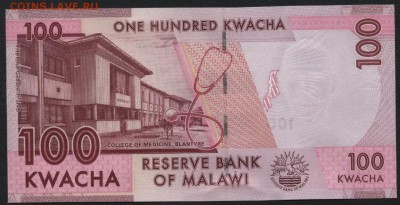 COINS.LAVE.RU
100
ONE HUNDRED KWACHA
100
COLLEGE OF MEDICINE, BLANTYRE
100
KWACHA
RESERVE BANK
OF MALAWI
100
KWACHA